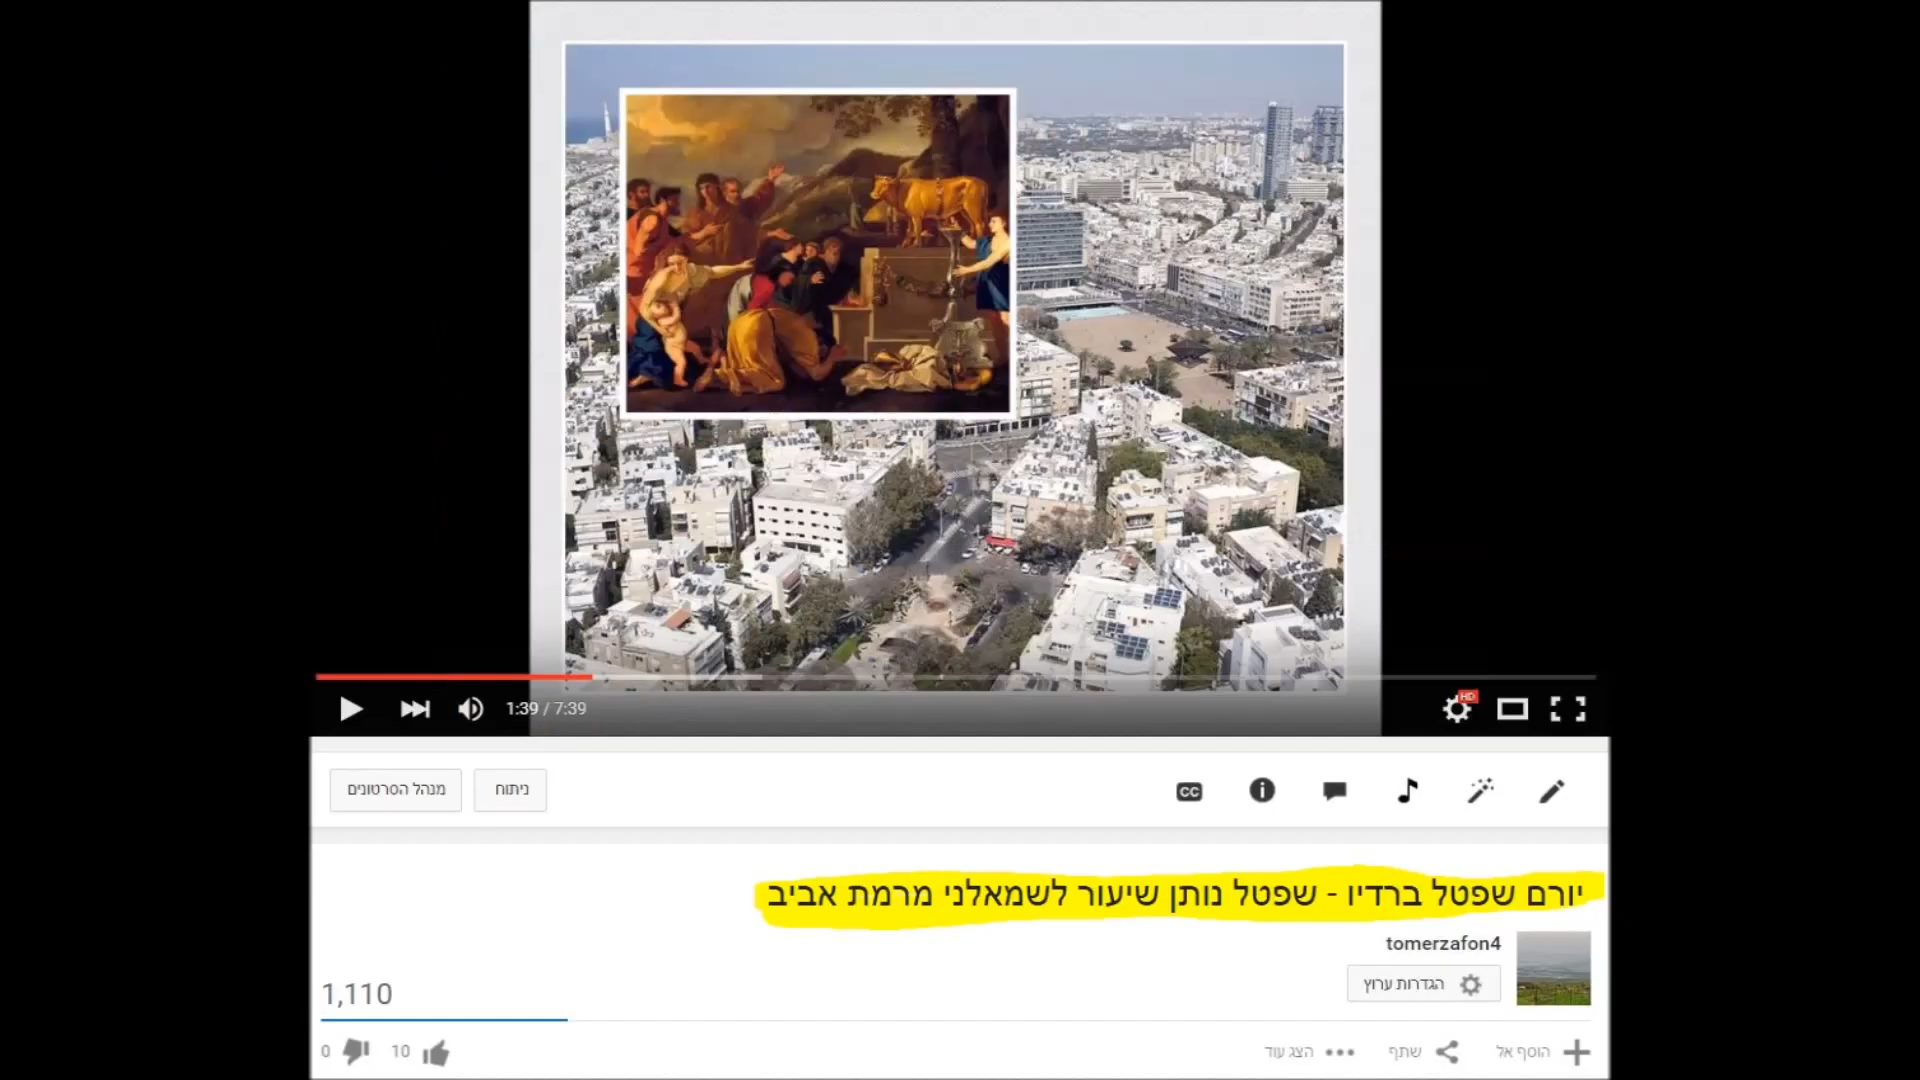 1:39 / 7:39
HD
מנהל הסרטונים
ניתוח
CC
יורם שפטל ברדיו - שפטל נותן שיעור לשמאלני מרמת אביב
tomerzafon4
הגדרות ערוץ
1,110
הוסף אל
שתף
הצג עוד
10
0